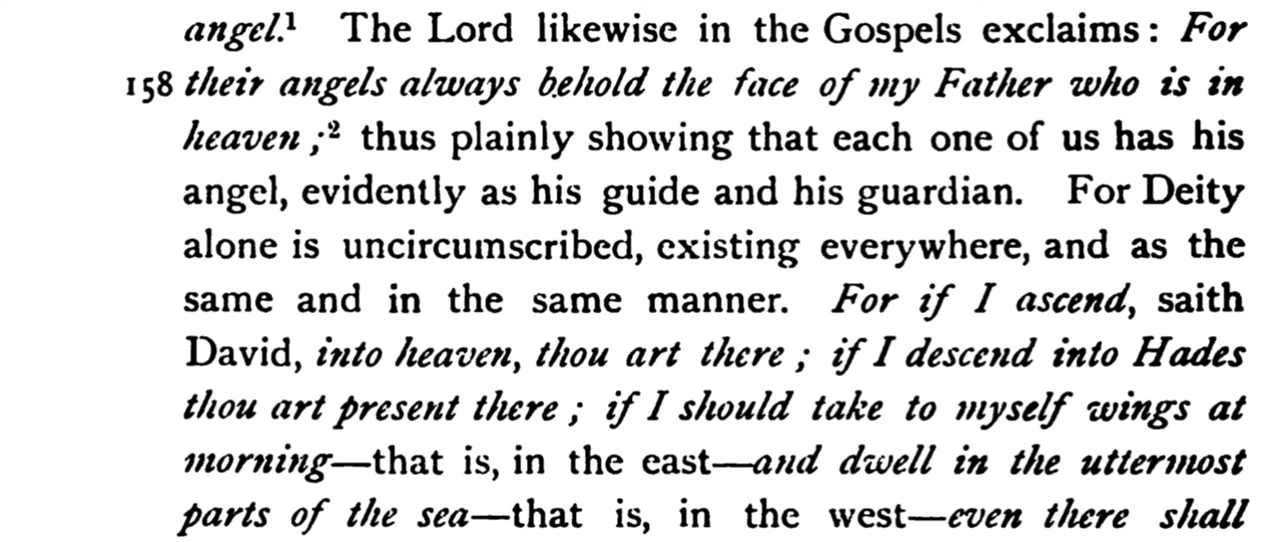 angel.¹ The Lord likewise in the Gospels exclaims: For
158 their angels always behold the face of my Father who is in
heaven;² thus plainly showing that each one of us has his
angel, evidently as his guide and his guardian. For Deity
alone is uncircumscribed, existing everywhere, and as the
same and in the same manner. For if I ascend, saith
David, into heaven, thou art there; if I descend into Hades
thou art present there; if I should take to myself wings at
morning—that is, in the east—and dwell in the uttermost
parts of the sea—that is, in the west—even there shall